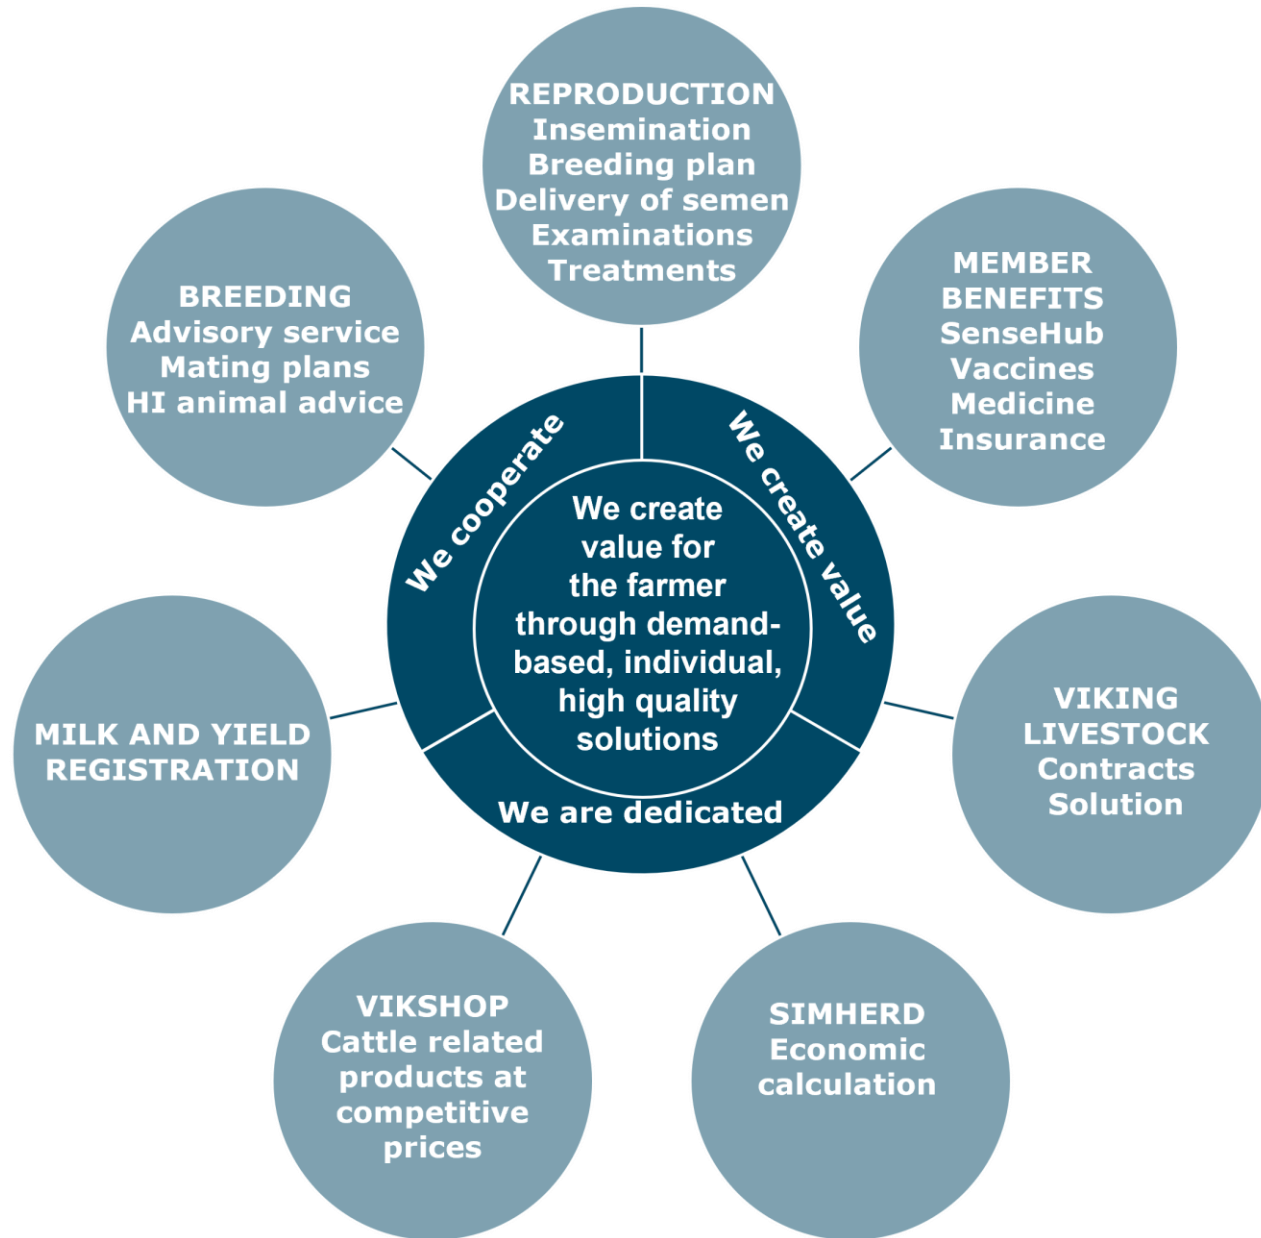 REPRODUCTION
Insemination
Breeding plan
Delivery of semen
Examinations
Treatments
BREEDING
Advisory service
Mating plans
HI animal advice
MEMBER
BENEFITS
SenseHub
Vaccines
Medicine
Insurance
We cooperate
We create value
We create
value for
the farmer
through demand-
based, individual,
high quality
solutions
We are dedicated
MILK AND YIELD
REGISTRATION
VIKING
LIVESTOCK
Contracts
Solution
VIKSHOP
Cattle related
products at
competitive
prices
SIMHERD
Economic
calculation